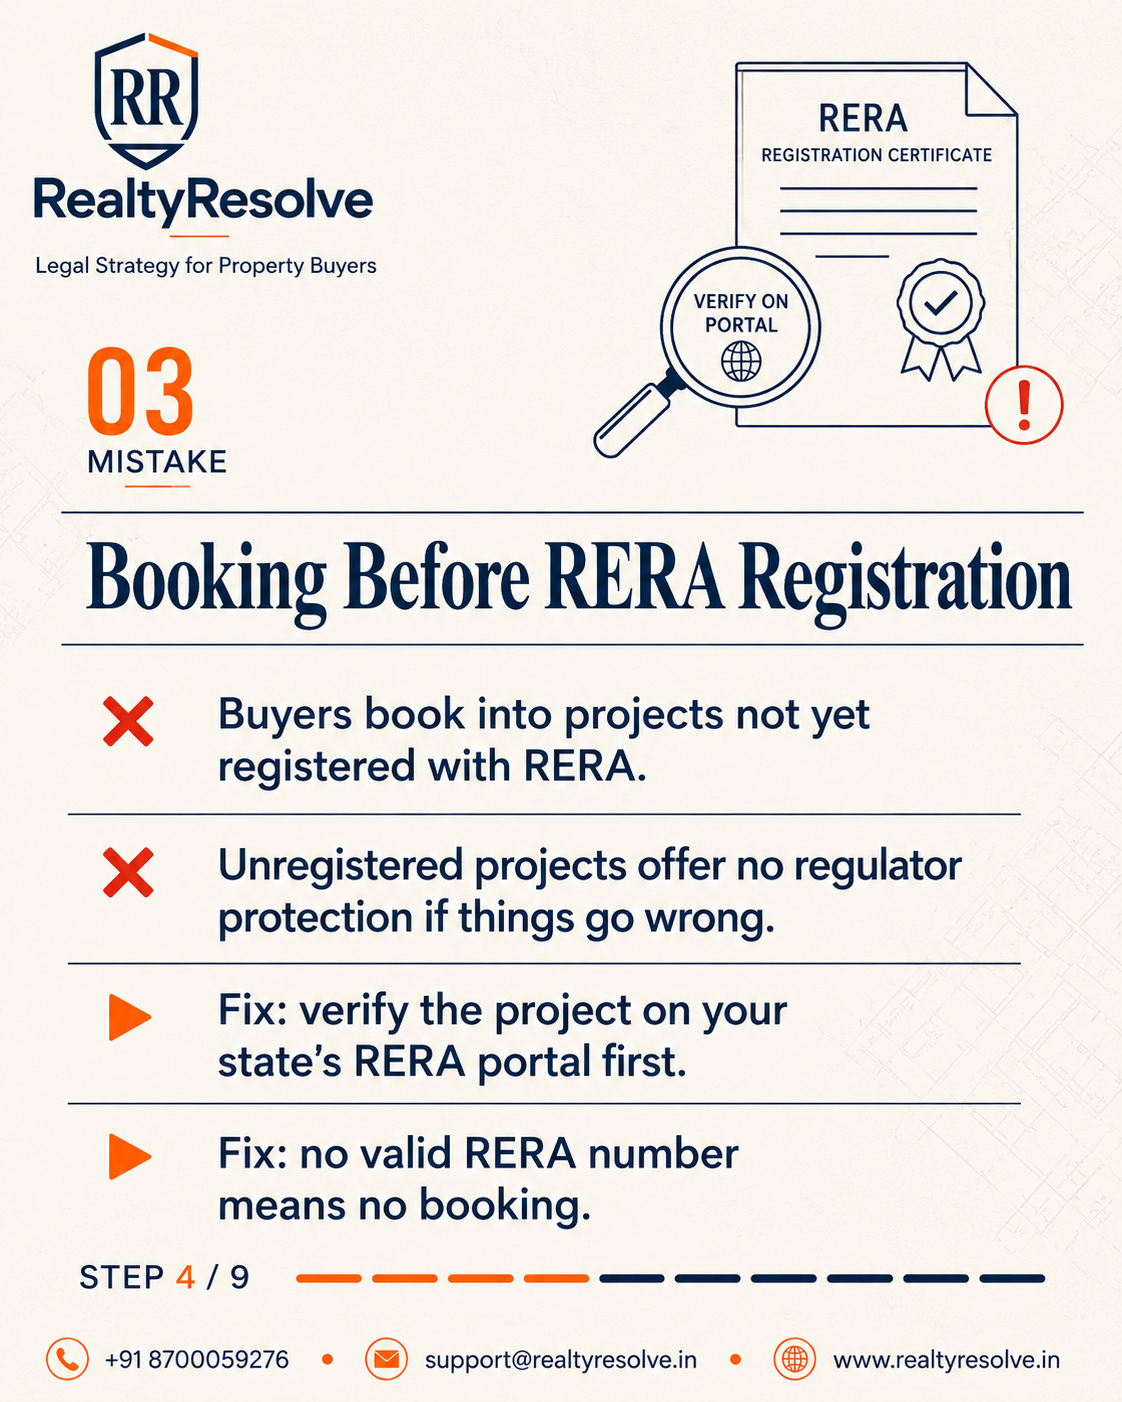 RR
RealtyResolve
Legal Strategy for Property Buyers
RERA
REGISTRATION CERTIFICATE
VERIFY ON
PORTAL
!
03
MISTAKE
Booking Before RERA Registration
Buyers book into projects not yet
registered with RERA.
Unregistered projects offer no regulator
protection if things go wrong.
Fix: verify the project on your
state’s RERA portal first.
Fix: no valid RERA number
means no booking.
STEP 4 / 9
+91 8700059276 • support@realtyresolve.in • www.realtyresolve.in